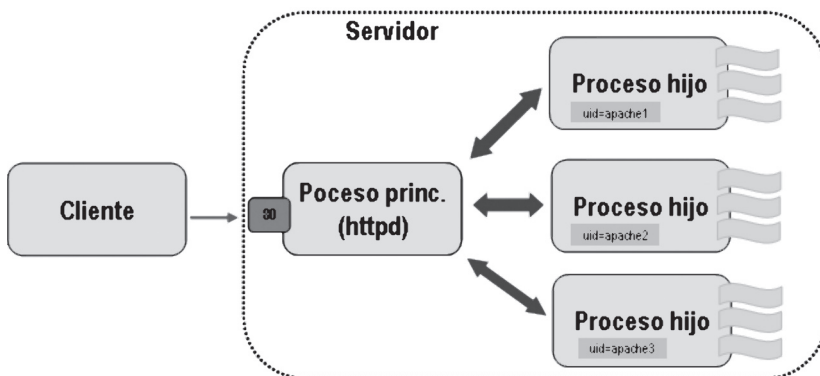 Servidor
Cliente
80
Poceso princ.
(httpd)
Proceso hijo
uid=apache1
Proceso hijo
uid=apache2
Proceso hijo
uid=apache3